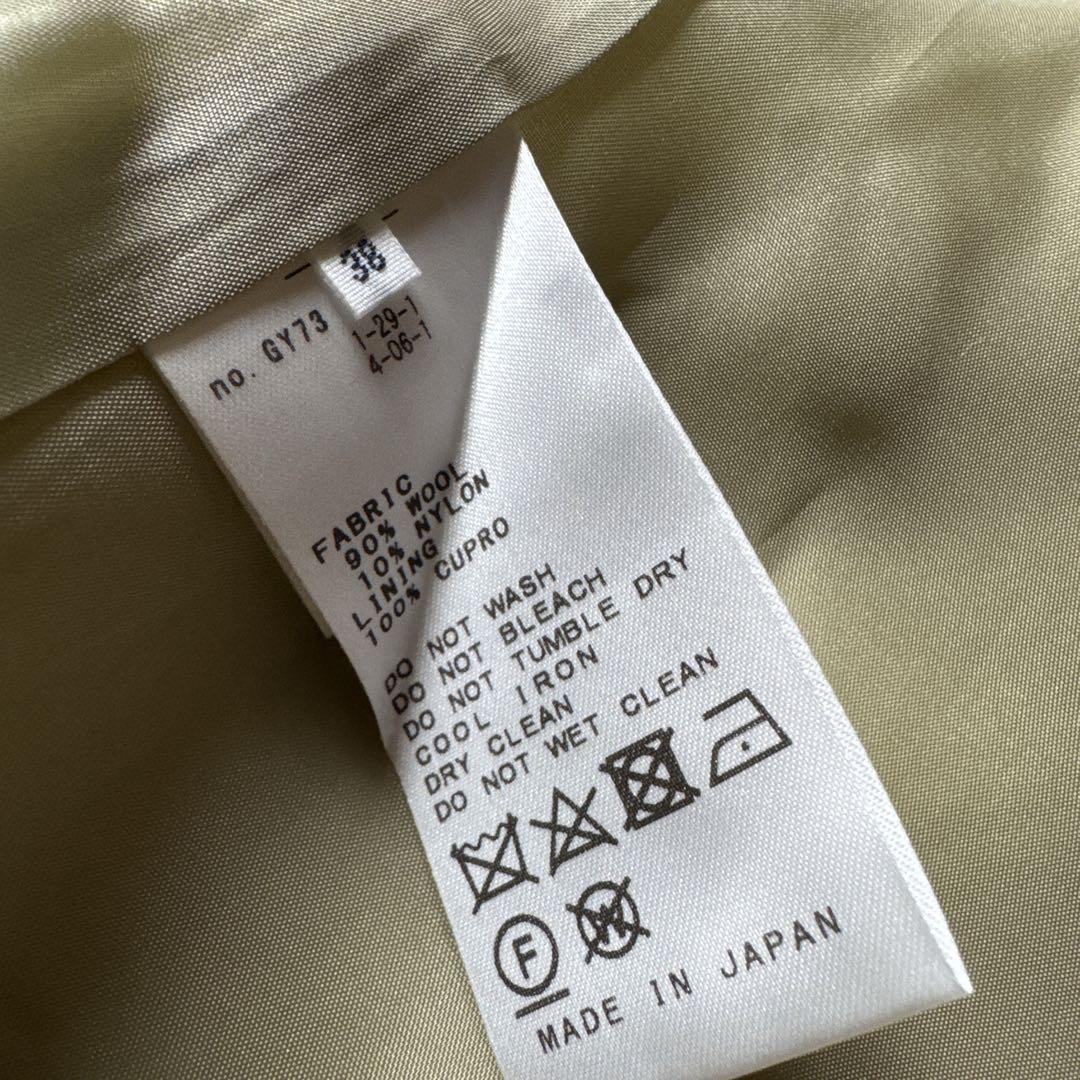 38
no. GY73
1-29-1
4-06-1
FABRIC
90% WOOL
10% NYLON
LINING
100% CUPRO
DO NOT WASH
DO NOT BLEACH
DO NOT TUMBLE DRY
COOL IRON
DRY CLEAN
DO NOT WET CLEAN
F
W
MADE IN JAPAN